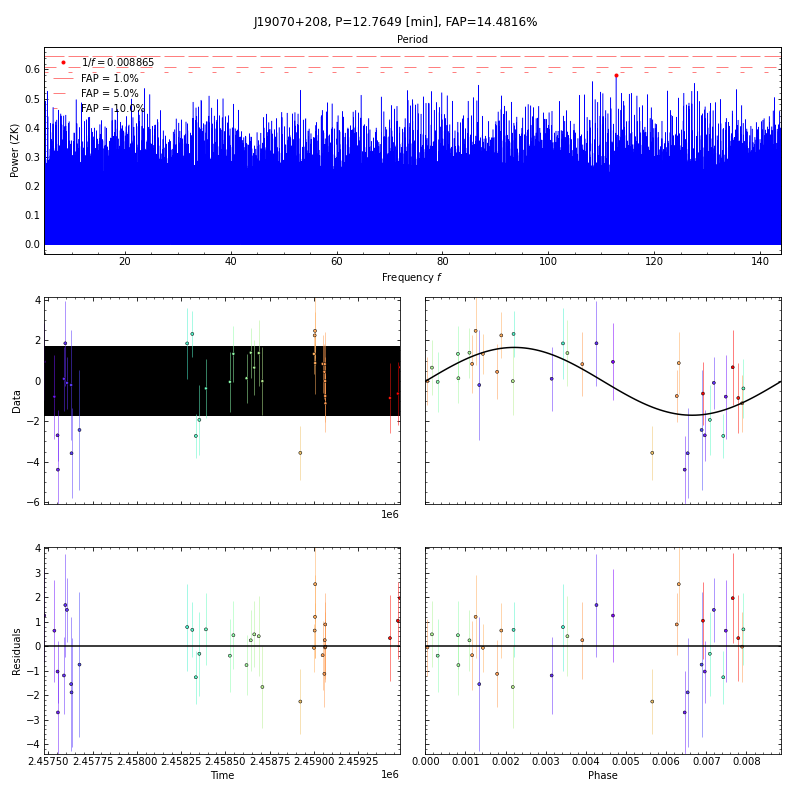 J19070+208, P=12.7649 [min], FAP=14.4816%
Period
1/f = 0.008865
FAP = 1.0%
FAP = 5.0%
FAP = 10.0%
Power (ZK)
0.6
0.5
0.4
0.3
0.2
0.1
0.0
20 40 60 80 100 120 140
Frequency f
Data
4
2
0
−2
−4
−6
1e6
Residuals
4
3
2
1
0
−1
−2
−3
−4
2.45750 2.45775 2.45800 2.45825 2.45850 2.45875 2.45900 2.45925
1e6
Time
0.000 0.001 0.002 0.003 0.004 0.005 0.006 0.007 0.008
Phase